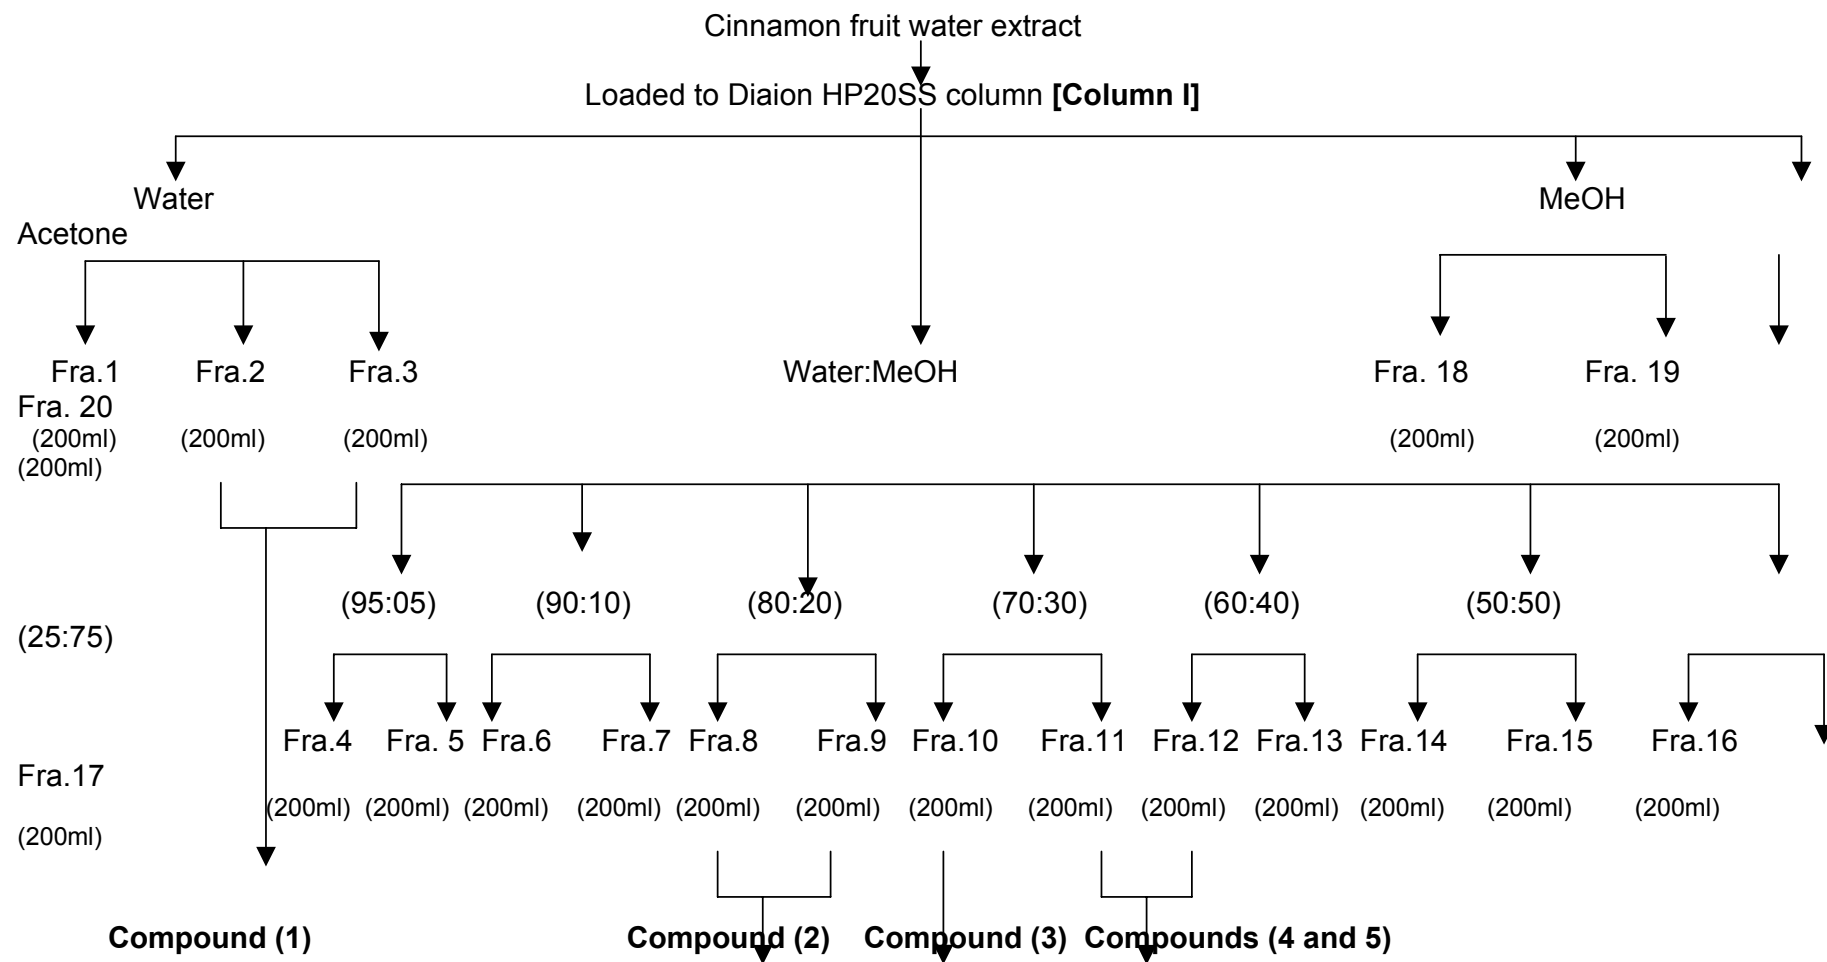 Cinnamon fruit water extract
Loaded to Diaion HP20SS column [Column I]
Water MeOH
Acetone
Fra.1 Fra.2 Fra.3 Water:MeOH Fra. 18 Fra. 19
Fra. 20
(200ml) (200ml) (200ml) (200ml) (200ml)
(200ml)
(95:05) (90:10) (80:20) (70:30) (60:40) (50:50)
(25:75)
Fra.4 Fra. 5 Fra.6 Fra.7 Fra.8 Fra.9 Fra.10 Fra.11 Fra.12 Fra.13 Fra.14 Fra.15 Fra.16
Fra.17
(200ml) (200ml) (200ml) (200ml) (200ml) (200ml) (200ml) (200ml) (200ml) (200ml) (200ml) (200ml) (200ml)
(200ml)
Compound (1) Compound (2) Compound (3) Compounds (4 and 5)